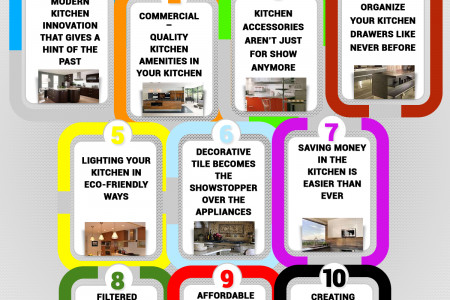 MODERN
KITCHEN
INNOVATION
THAT GIVES A
HINT OF THE
PAST
COMMERCIAL
–
QUALITY
KITCHEN
AMENITIES IN
YOUR KITCHEN
KITCHEN
ACCESSORIES
AREN'T JUST
FOR SHOW
ANYMORE
ORGANIZE
YOUR KITCHEN
DRAWERS LIKE
NEVER BEFORE
5
LIGHTING YOUR
KITCHEN IN
ECO-FRIENDLY
WAYS
6
DECORATIVE
TILE BECOMES
THE
SHOWSTOPPER
OVER THE
APPLIANCES
7
SAVING MONEY
IN THE
KITCHEN IS
EASIER THAN
EVER
8
FILTERED
9
AFFORDABLE
10
CREATING